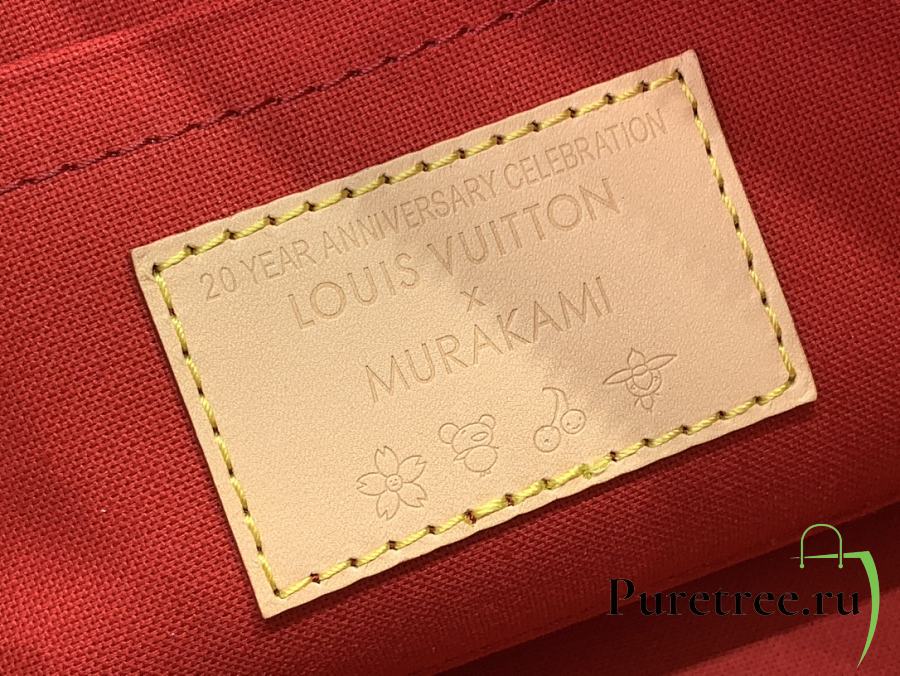 20 YEAR ANNIVERSARY CELEBRATION
LOUIS VUITTON
x
MURAKAMI
Puretree.ru